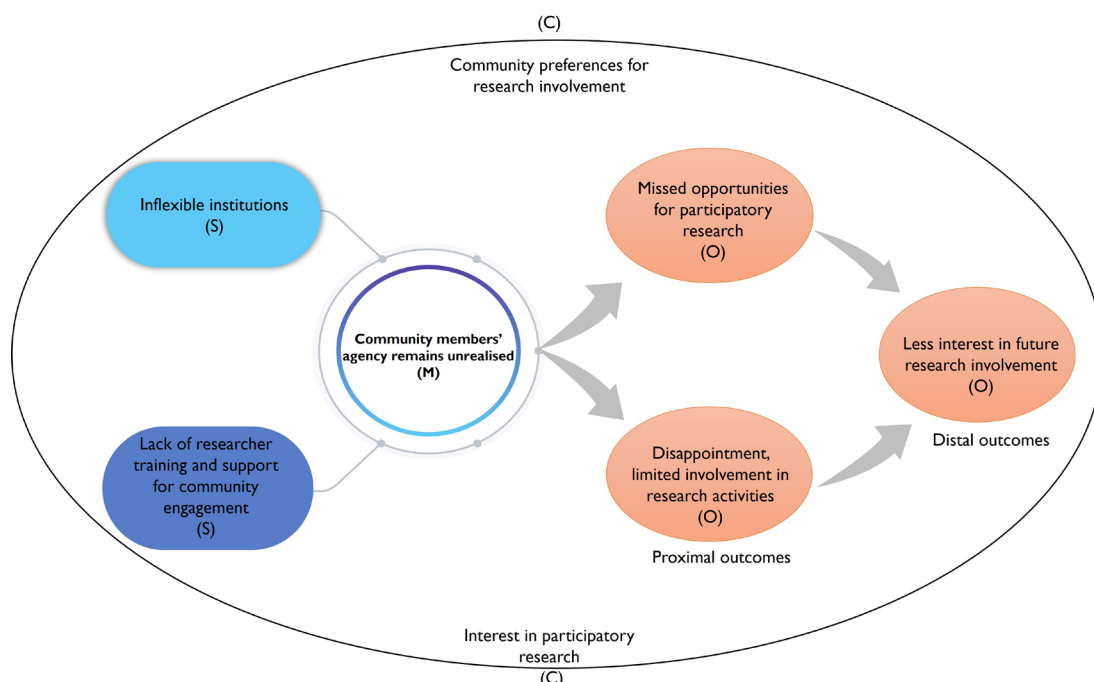 (C)
Community preferences for
research involvement
Inflexible institutions
(S)
Missed opportunities
for participatory
research
(O)
Community members’
agency remains unrealised
(M)
Less interest in future
research involvement
(O)
Distal outcomes
Lack of researcher
training and support
for community
engagement
(S)
Disappointment,
limited involvement in
research activities
(O)
Proximal outcomes
Interest in participatory
research
(C)